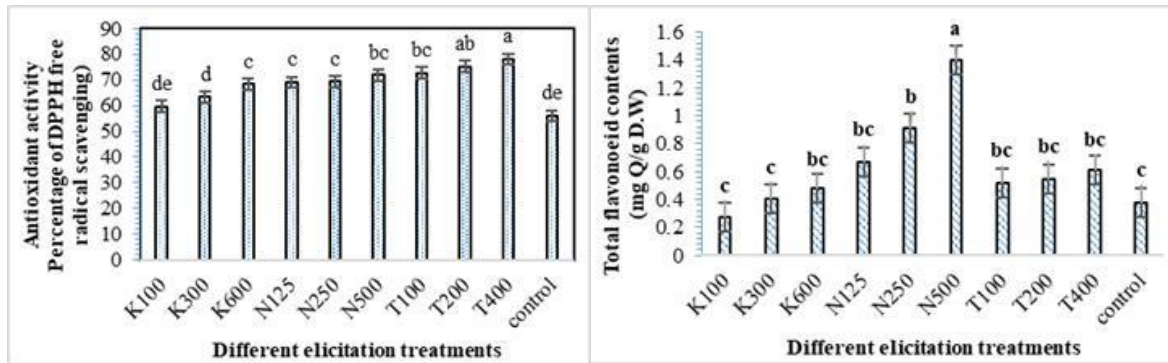 Antioxidant activity
Percentage of DPPH free
radical scavenging)
90
80
70
60
50
40
30
20
10
0
de
d
c
c
c
bc
bc
ab
a
de
K100
K300
K600
N125
N250
N500
T100
T200
T400
control
Different elicitation treatments
Total flavonoeid contents
(mg Q/g D.W)
1.6
1.4
1.2
1
0.8
0.6
0.4
0.2
0
c
c
bc
bc
b
a
bc
bc
bc
c
K100
K300
K600
N125
N250
N500
T100
T200
T400
control
Different elicitation treatments